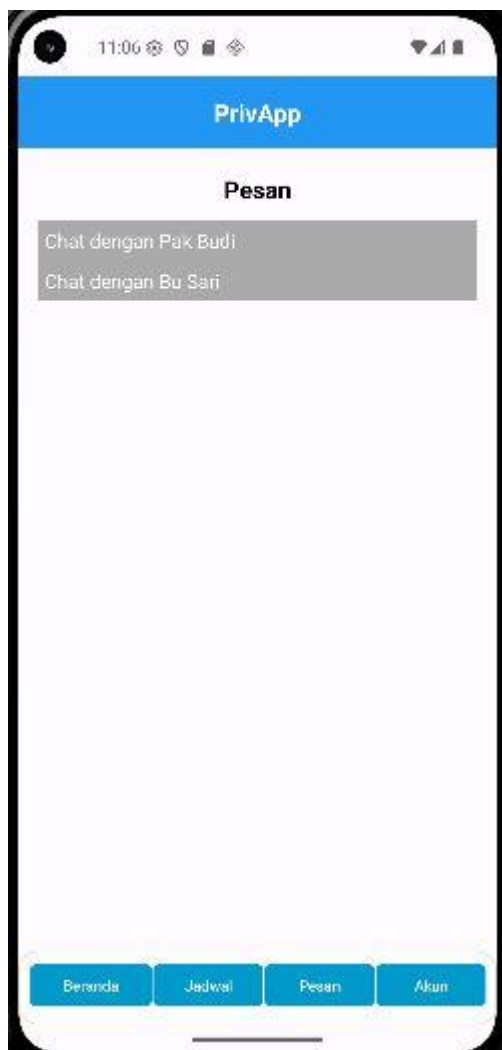 11:06
PrivApp
Pesan
Chat dengan Pak Budi
Chat dengan Bu Sari
Beranda Jadwal Pesan Akun